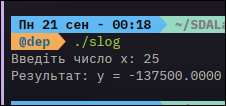 Пн 21 сен - 00:18 ~/SDALa
@dep ./slog
Введіть число x: 25
Результат: y = -137500.0000